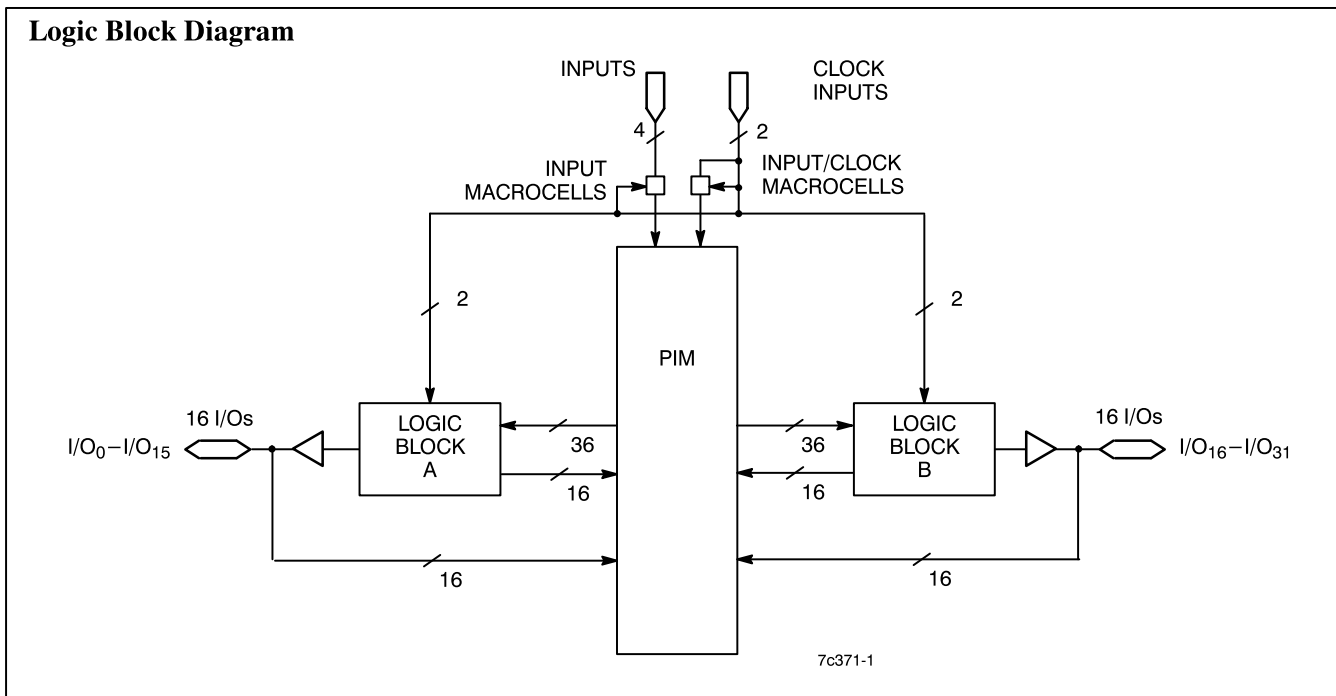 Logic Block Diagram
INPUTS
CLOCK
INPUTS
4
2
INPUT
MACROCELLS
INPUT/CLOCK
MACROCELLS
2
2
PIM
16 I/Os
I/O₀–I/O₁₅
LOGIC
BLOCK
A
36
16
16
36
16
16
LOGIC
BLOCK
B
16 I/Os
I/O₁₆–I/O₃₁
7c371-1